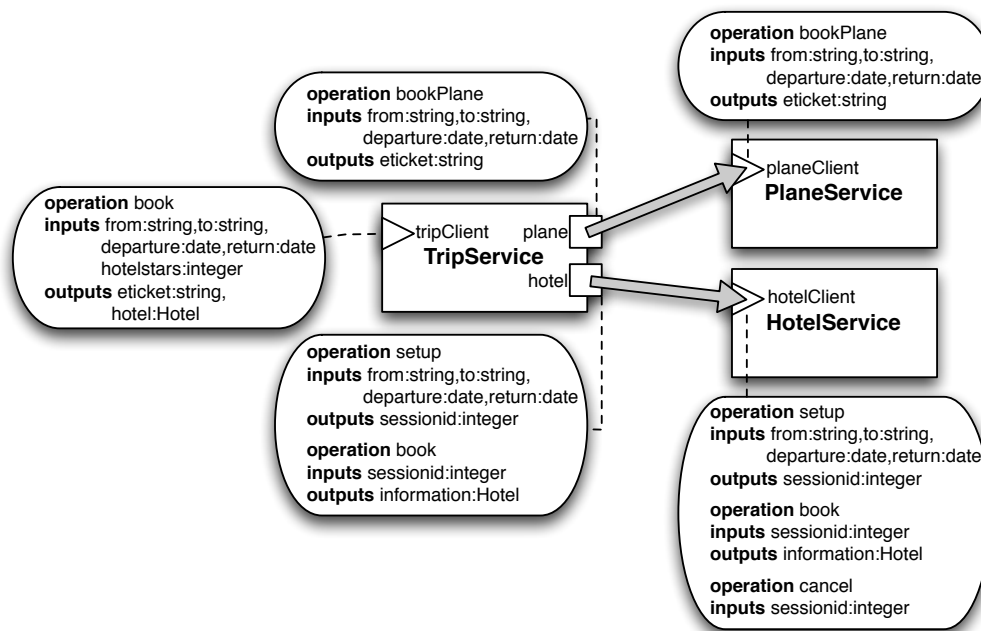 operation bookPlane
inputs from:string,to:string,
departure:date,return:date
outputs eticket:string
operation bookPlane
inputs from:string,to:string,
departure:date,return:date
outputs eticket:string
operation book
inputs from:string,to:string,
departure:date,return:date
hotelstars:integer
outputs eticket:string,
hotel:Hotel
tripClient
plane
TripService
hotel
planeClient
PlaneService
hotelClient
HotelService
operation setup
inputs from:string,to:string,
departure:date,return:date
outputs sessionid:integer
operation book
inputs sessionid:integer
outputs information:Hotel
operation setup
inputs from:string,to:string,
departure:date,return:date
outputs sessionid:integer
operation book
inputs sessionid:integer
outputs information:Hotel
operation cancel
inputs sessionid:integer